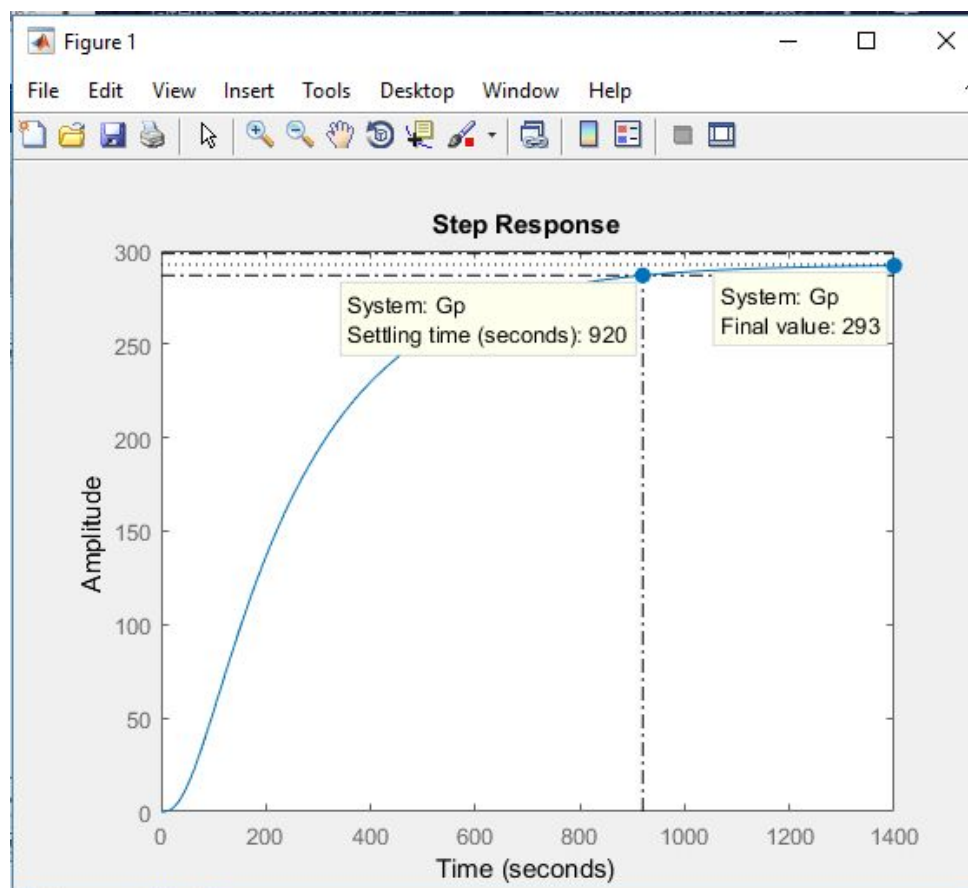 Figure 1
File Edit View Insert Tools Desktop Window Help
Step Response
300
250
200
150
100
50
0
Amplitude
System: Gp
Settling time (seconds): 920
System: Gp
Final value: 293
0 200 400 600 800 1000 1200 1400
Time (seconds)